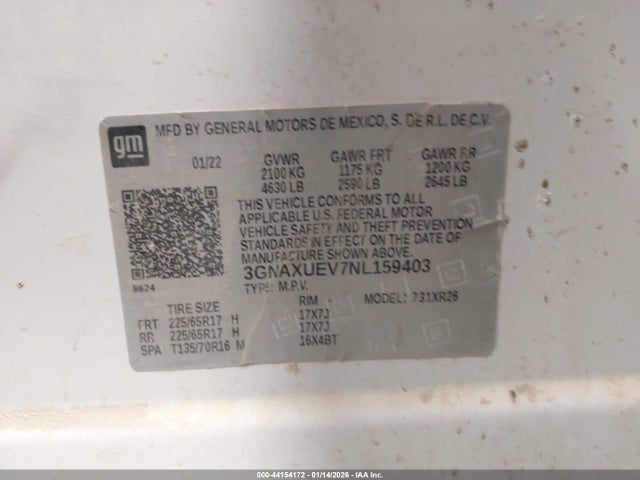 gm
MFD BY GENERAL MOTORS DE MEXICO, S. DE R.L. DE C.V.
01/22 GVWR GAWR FRT GAWR RR
2100 KG 1175 KG 1200 KG
4630 LB 2590 LB 2645 LB
THIS VEHICLE CONFORMS TO ALL
APPLICABLE U.S. FEDERAL MOTOR
VEHICLE SAFETY AND THEFT PREVENTION
STANDARDS IN EFFECT ON THE DATE OF
MANUFACTURE SHOWN ABOVE.
3GNAXUEV7NL159403
8624
TYPE: M.P.V. MODEL: 731XR26
TIRE SIZE RIM
FRT 225/65R17 H 17X7J
RR 225/65R17 H 17X7J
SPA T135/70R16 M 16X4BT
000-44154172 - 01/14/2026 - IAAI.COM